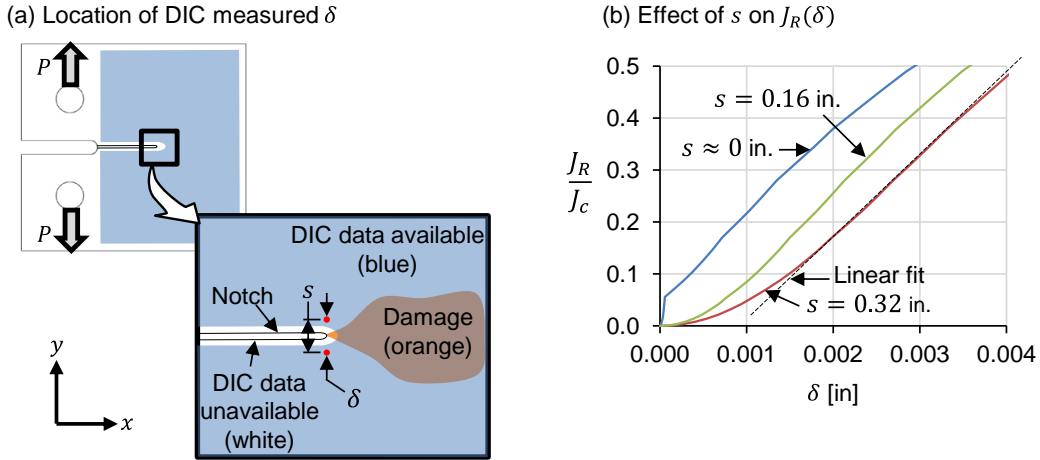 (a) Location of DIC measured δ
P
P
DIC data available
(blue)
Notch
s
Damage
(orange)
DIC data
unavailable
(white)
δ
y
x
(b) Effect of s on J_R(δ)
0.5
0.4
0.3
0.2
0.1
0.0
J_R
J_c
s = 0.16 in.
s ≈ 0 in.
Linear fit
s = 0.32 in.
0.000
0.001
0.002
0.003
0.004
δ [in]